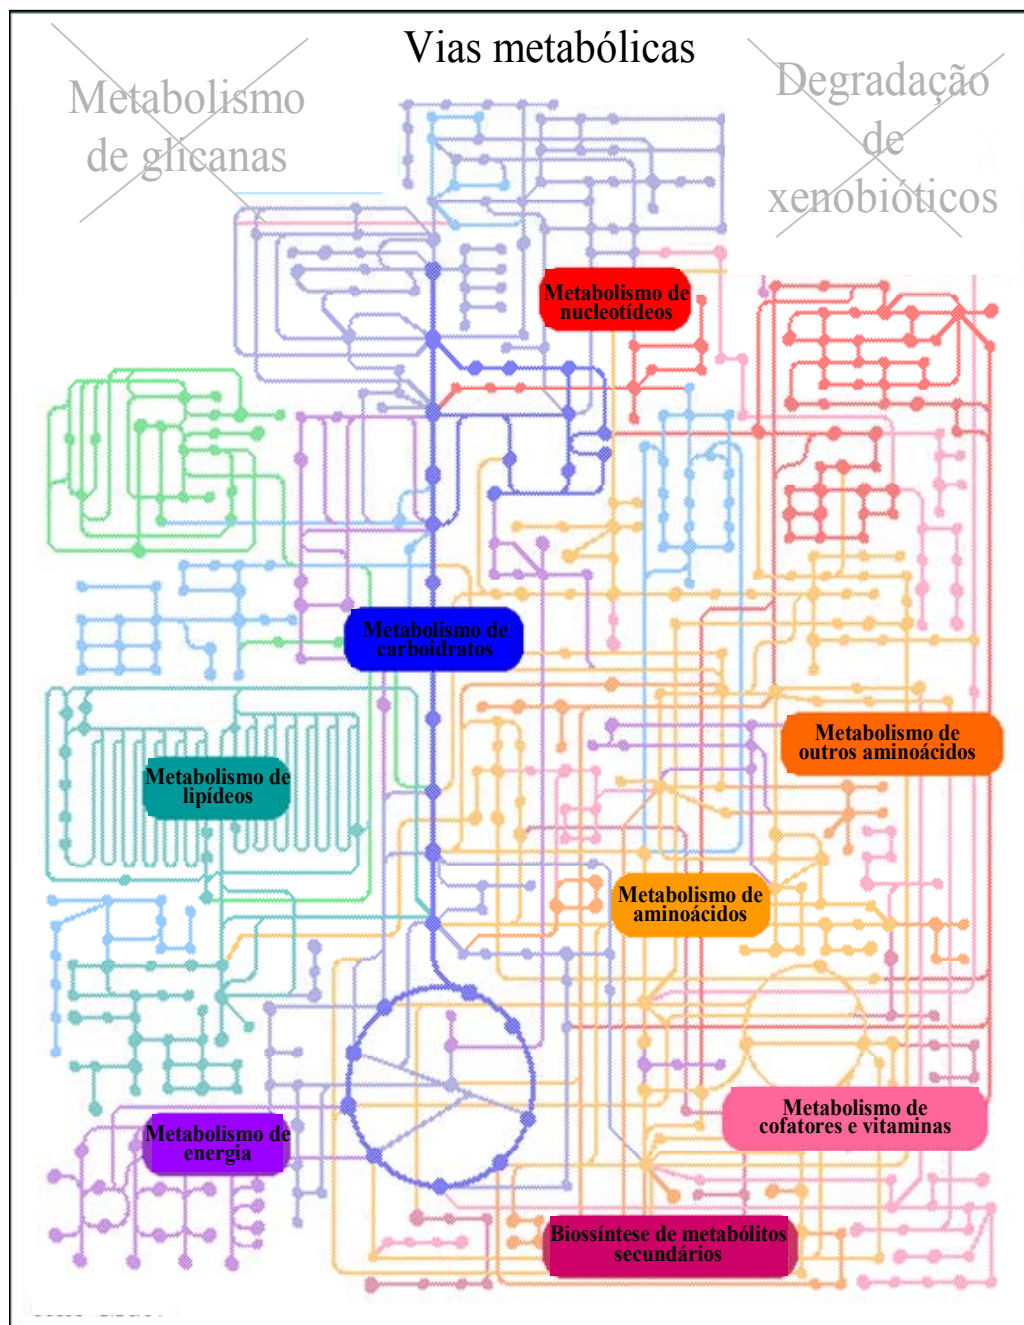 Vias metabólicas
Metabolismo
de glicanas
Degradação
de
xenobióticos
Metabolismo de
nucleotídeos
Metabolismo de
carboidratos
Metabolismo de
outros aminoácidos
Metabolismo de
lipídeos
Metabolismo de
aminoácidos
Metabolismo de
cofatores e vitaminas
Metabolismo de
energia
Biossíntese de metabólitos
secundários